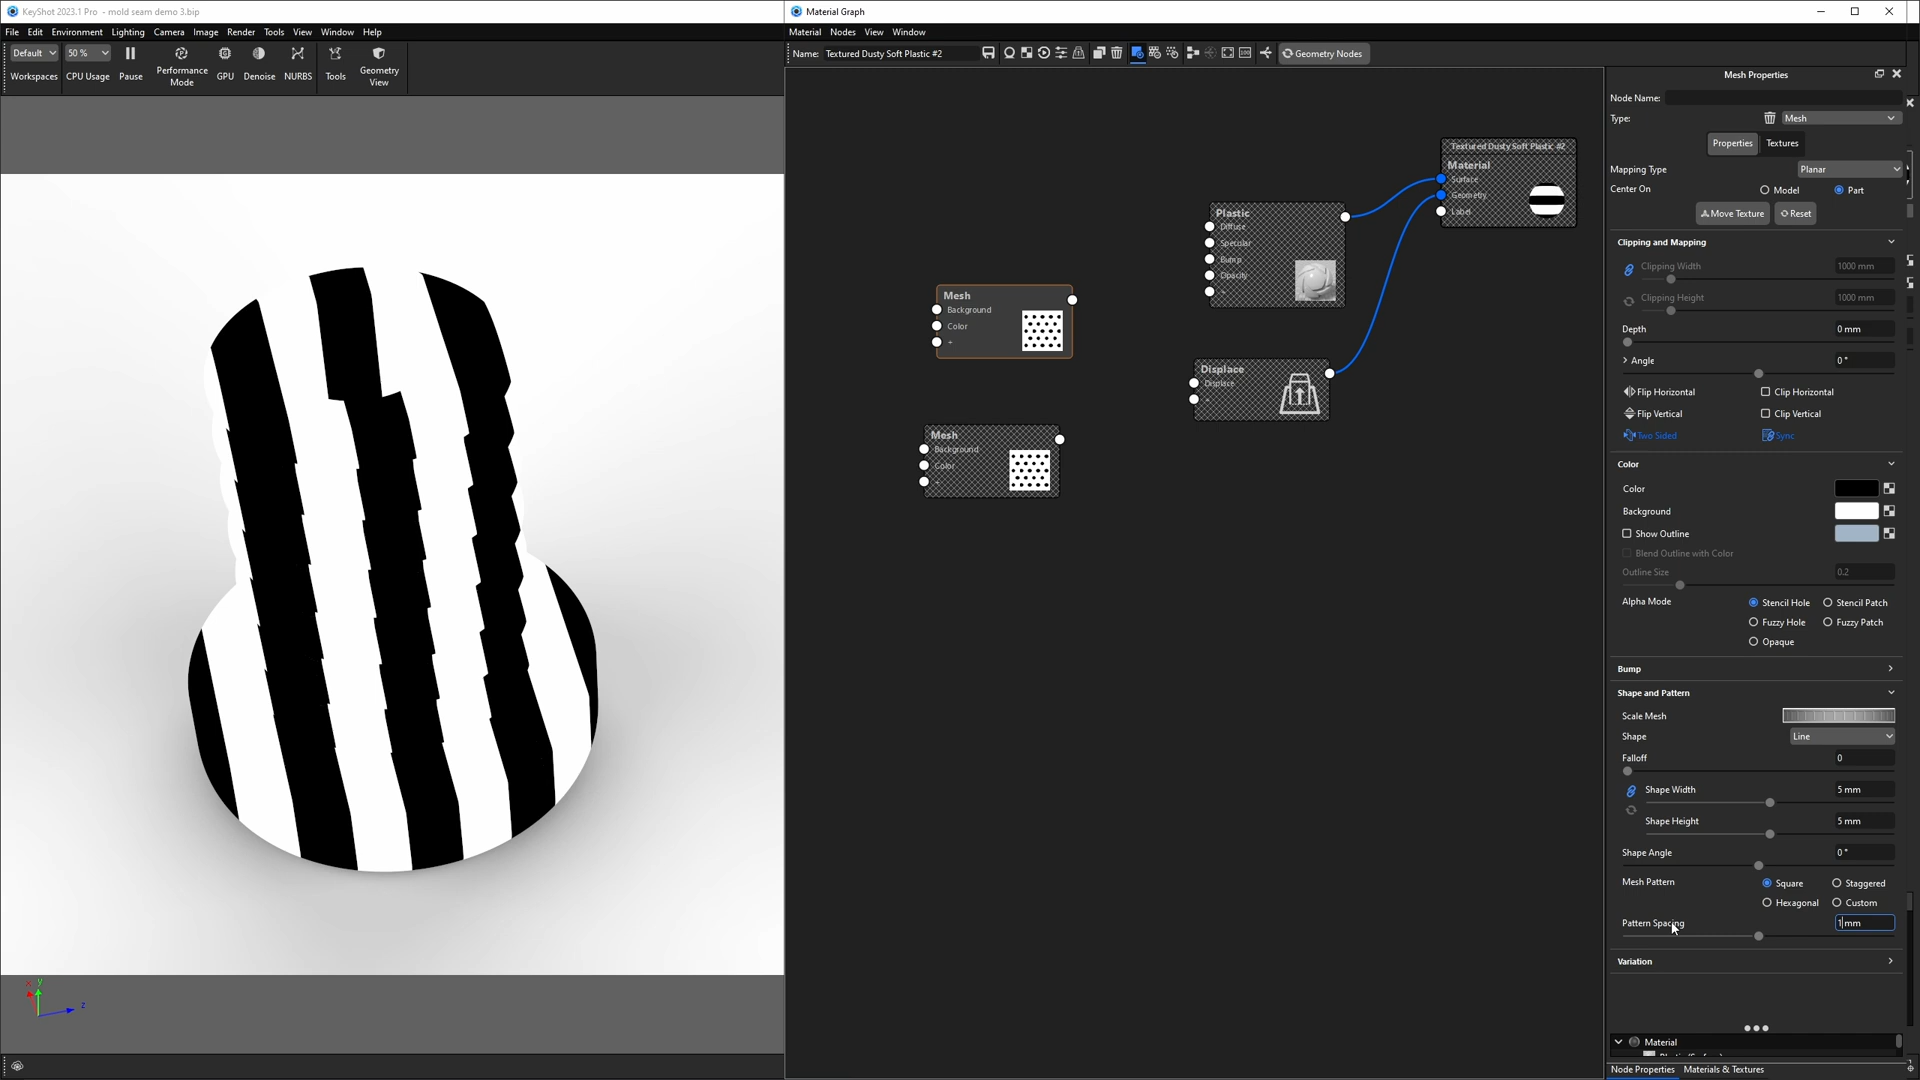 KeyShot 2023.1 Pro - mold seam demo 3.bip
File Edit Environment Lighting Camera Image Render Tools View Window Help
Default 50 %
Workspaces CPU Usage Pause Performance Mode GPU Denoise NURBS Tools Geometry View
x y z
Material Graph
Material Nodes View Window
Name: Textured Dusty Soft Plastic #2 Geometry Nodes
Textured Dusty Soft Plastic #2
Material
Surface
Geometry
Label
Plastic
Diffuse
Specular
Bump
Opacity
+
Mesh
Background
Color
+
Displace
Displace
+
Mesh
Background
Color
+
Mesh Properties
Node Name:
Type: Mesh
Properties Textures
Mapping Type Planar
Center On Model Part
Move Texture Reset
Clipping and Mapping
Clipping Width 1000 mm
Clipping Height 1000 mm
Depth 0 mm
Angle 0 °
Flip Horizontal Clip Horizontal
Flip Vertical Clip Vertical
Two Sided Sync
Color
Color
Background
Show Outline
Blend Outline with Color
Outline Size 0.2
Alpha Mode Stencil Hole Stencil Patch
Fuzzy Hole Fuzzy Patch
Opaque
Bump
Shape and Pattern
Scale Mesh
Shape Line
Falloff 0
Shape Width 5 mm
Shape Height 5 mm
Shape Angle 0 °
Mesh Pattern Square Staggered
Hexagonal Custom
Pattern Spacing 1 mm
Variation
Material
Node Properties Materials & Textures